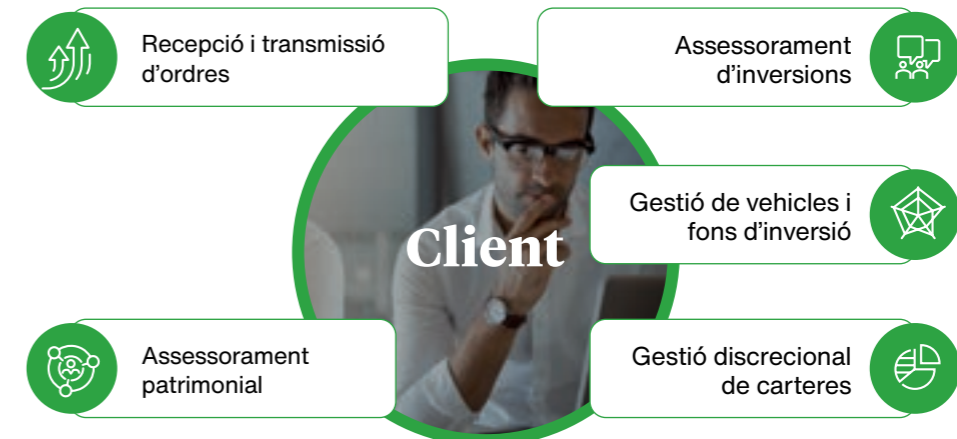 Recepció i transmissió
d’ordres
Assessorament
d’inversions
Gestió de vehicles i
fons d’inversió
Client
Assessorament
patrimonial
Gestió discrecional
de carteres